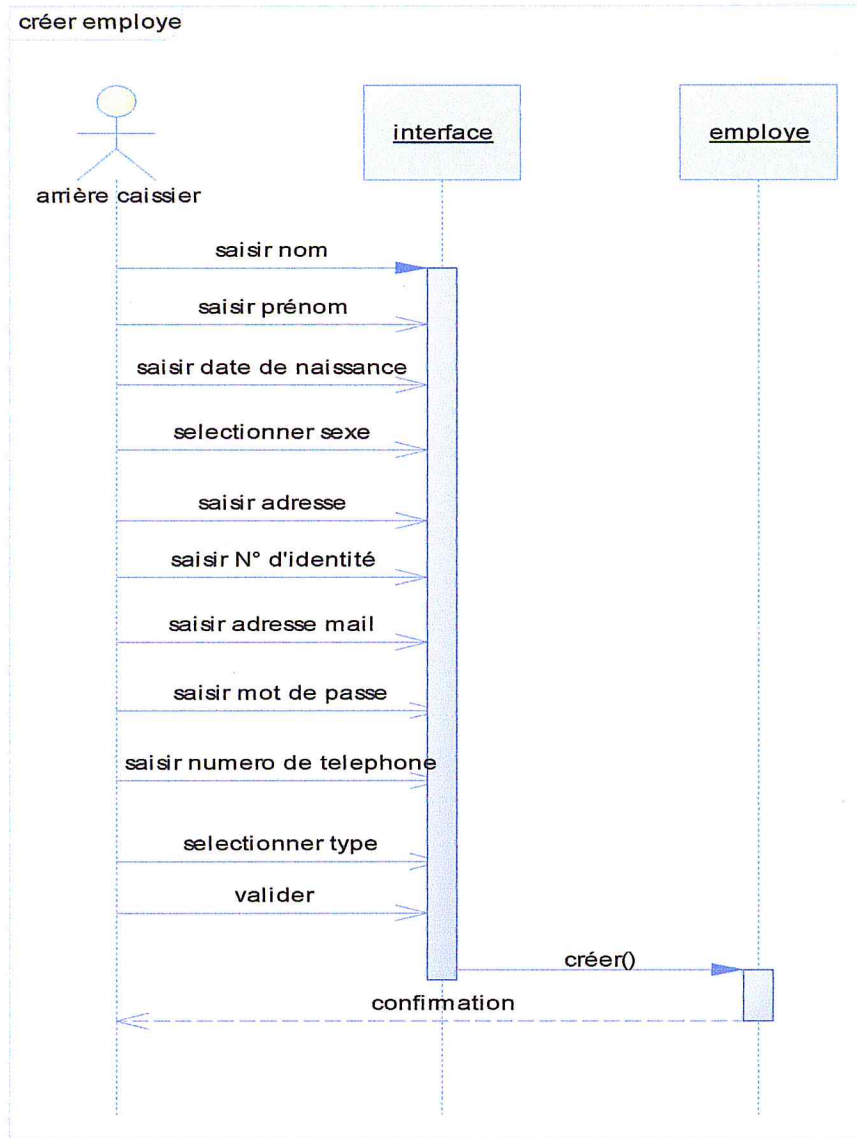 créer employe
interface
employe
arrière caissier
saisir nom
saisir prénom
saisir date de naissance
selectionner sexe
saisir adresse
saisir N° d'identité
saisir adresse mail
saisir mot de passe
saisir numero de telephone
selectionner type
valider
créer()
confirmation